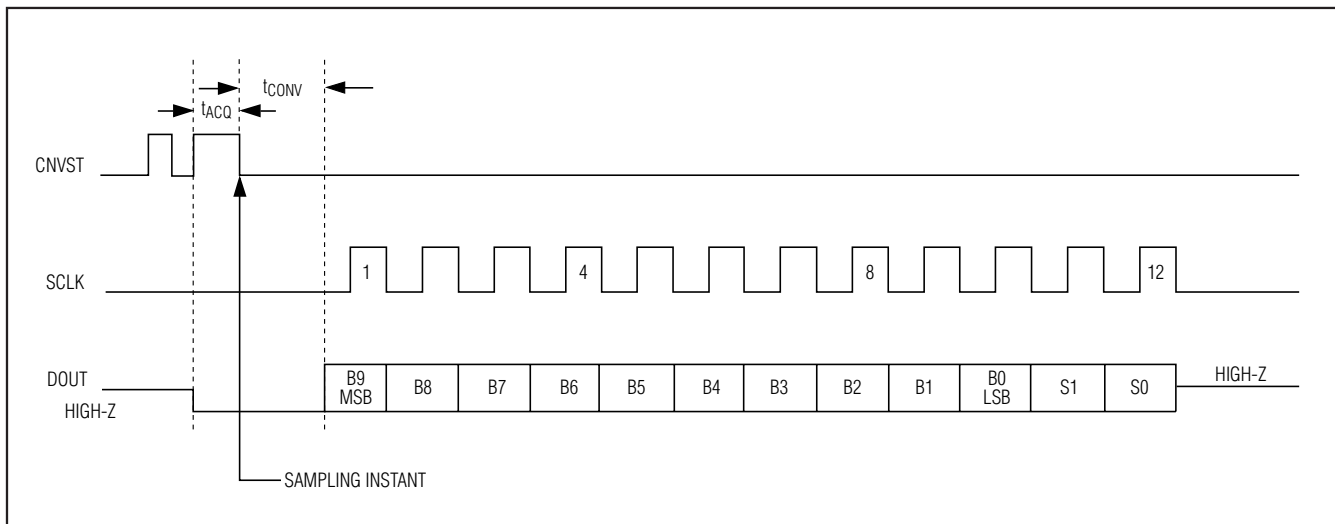 tCONV
tACQ
CNVST
1 4 8 12
SCLK
DOUT
HIGH-Z
B9 MSB B8 B7 B6 B5 B4 B3 B2 B1 B0 LSB S1 S0
HIGH-Z
SAMPLING INSTANT